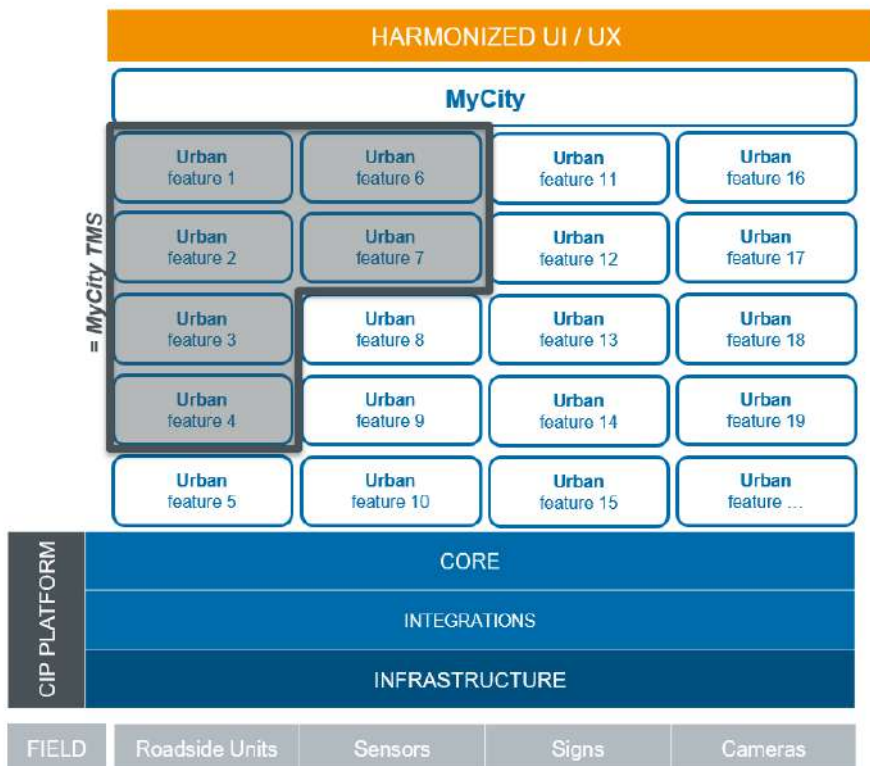 HARMONIZED UI / UX
MyCity
= MyCity TMS
Urban
feature 1
Urban
feature 6
Urban
feature 11
Urban
feature 16
Urban
feature 2
Urban
feature 7
Urban
feature 12
Urban
feature 17
Urban
feature 3
Urban
feature 8
Urban
feature 13
Urban
feature 18
Urban
feature 4
Urban
feature 9
Urban
feature 14
Urban
feature 19
Urban
feature 5
Urban
feature 10
Urban
feature 15
Urban
feature ...
CIP PLATFORM
CORE
INTEGRATIONS
INFRASTRUCTURE
FIELD
Roadside Units
Sensors
Signs
Cameras